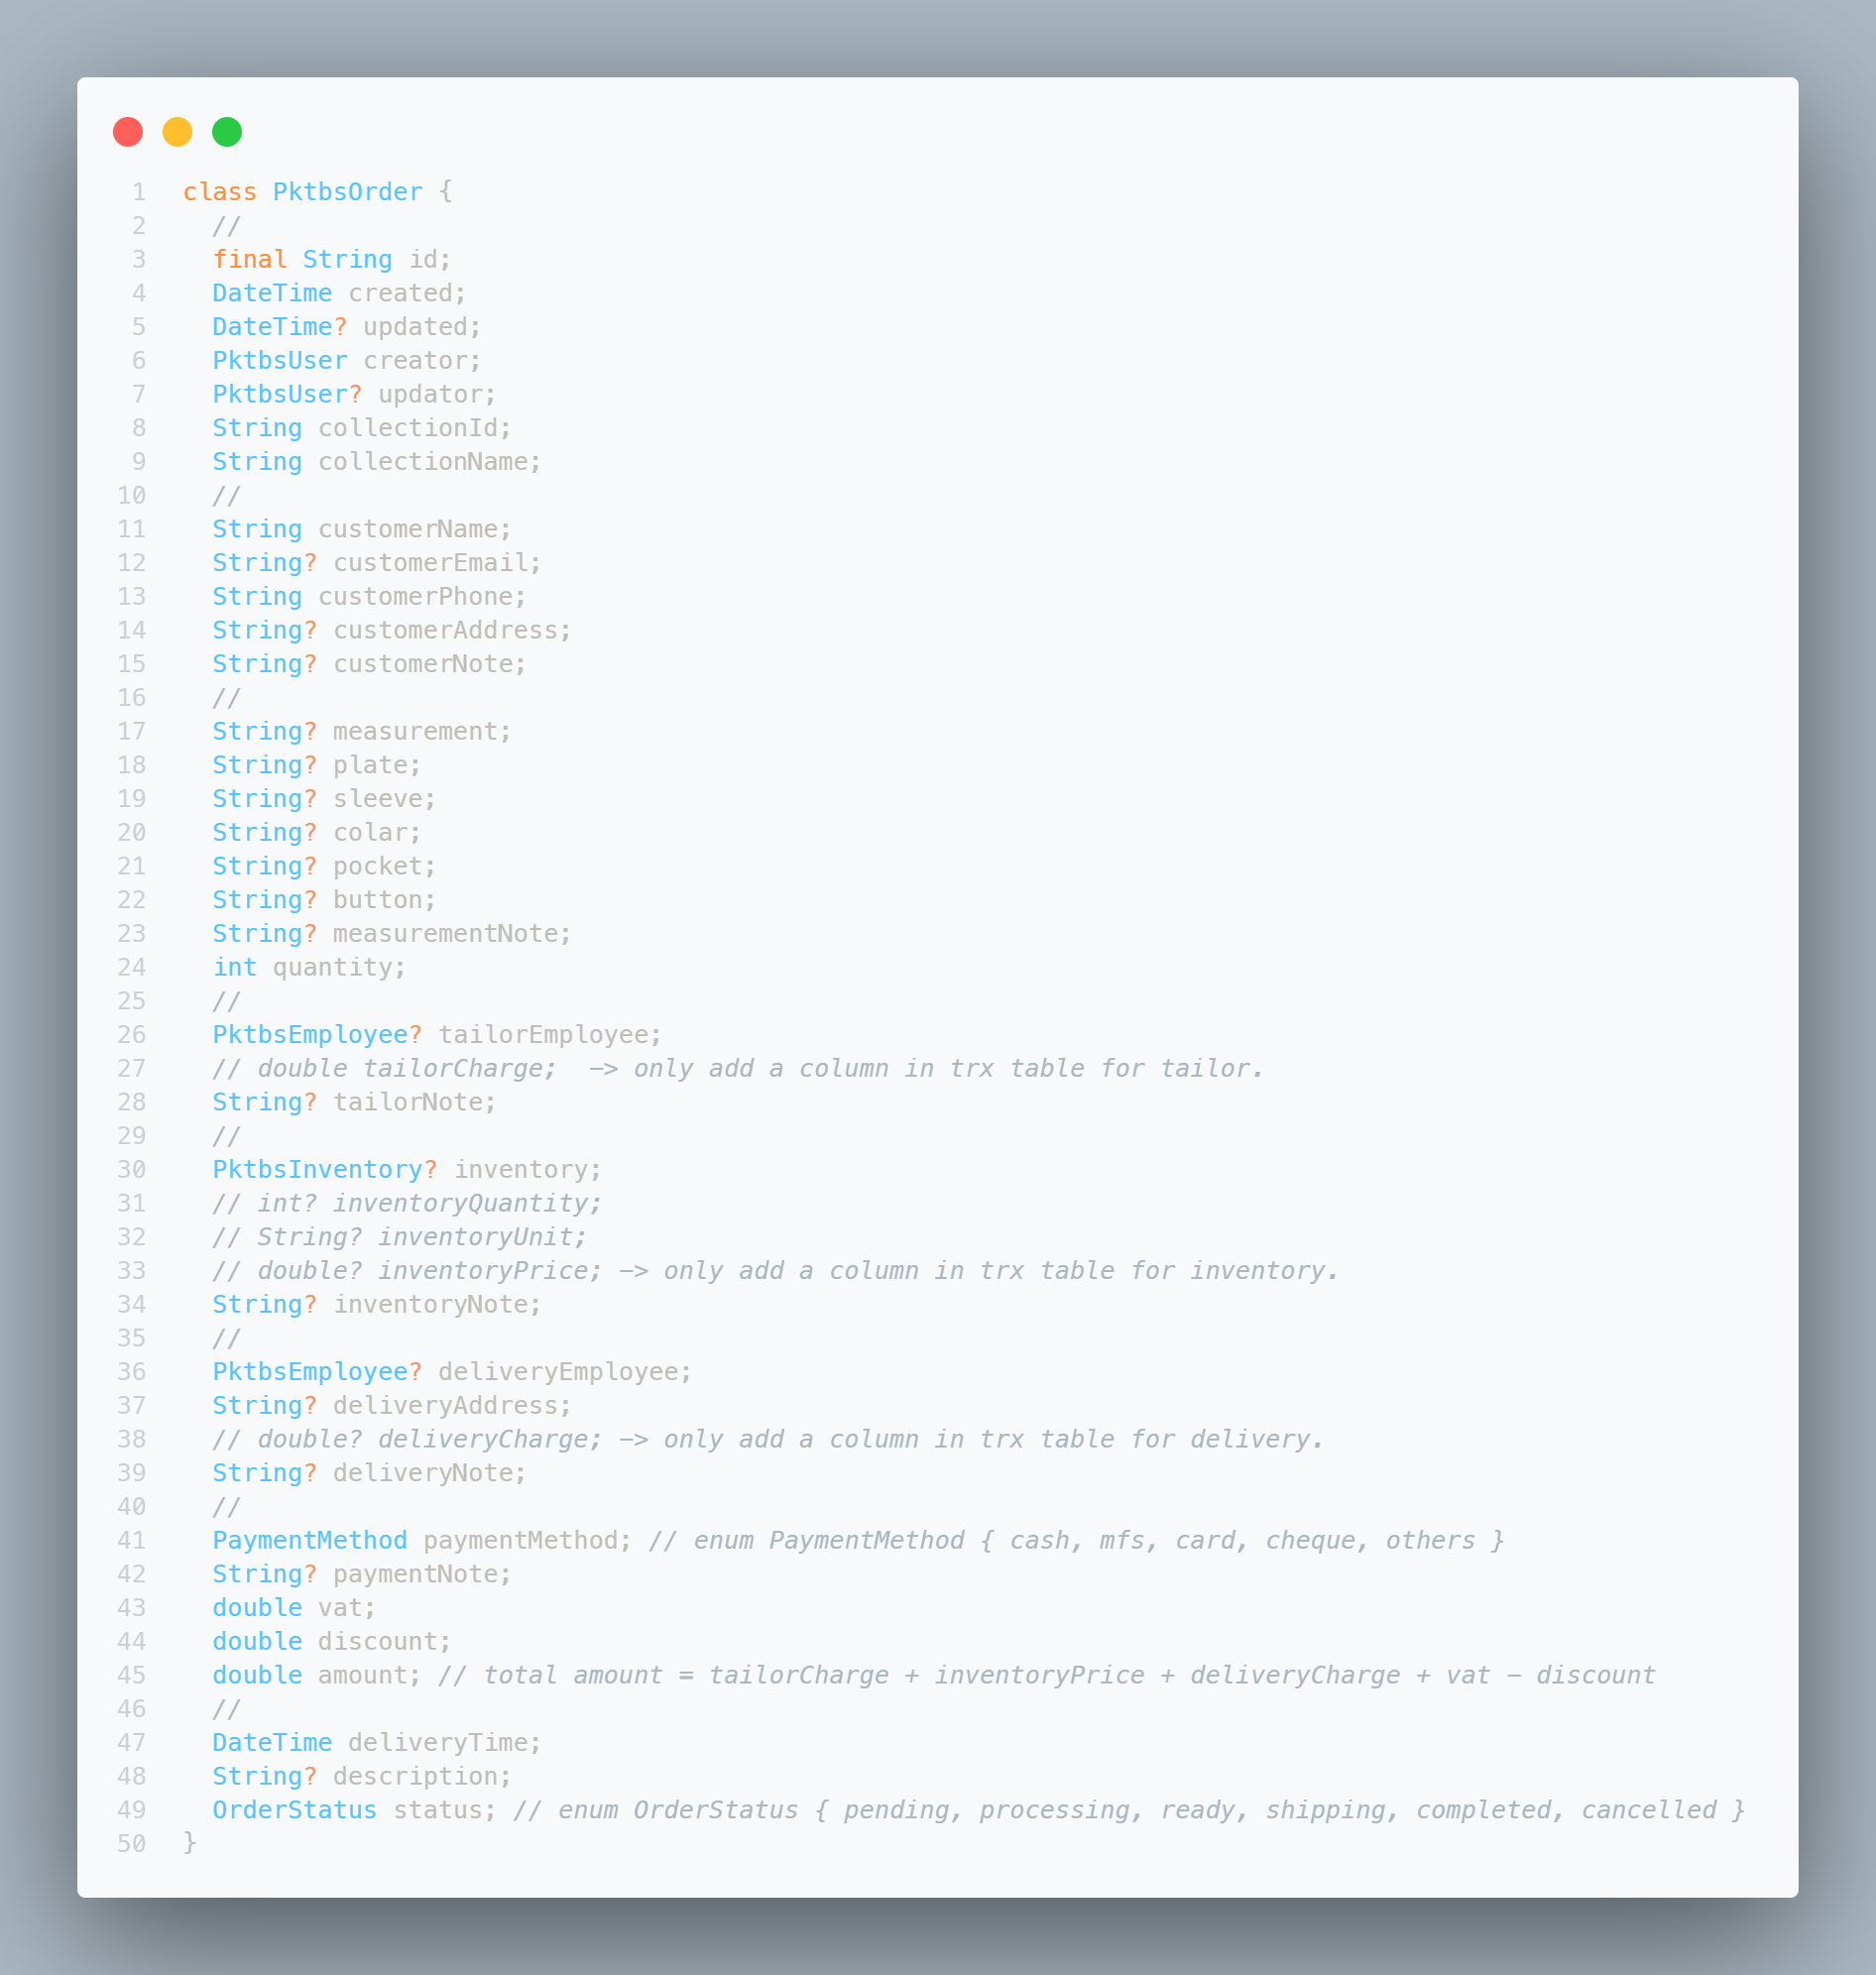 1 class PktbsOrder {
2 //
3 final String id;
4 DateTime created;
5 DateTime? updated;
6 PktbsUser creator;
7 PktbsUser? updator;
8 String collectionId;
9 String collectionName;
10 //
11 String customerName;
12 String? customerEmail;
13 String customerPhone;
14 String? customerAddress;
15 String? customerNote;
16 //
17 String? measurement;
18 String? plate;
19 String? sleeve;
20 String? colar;
21 String? pocket;
22 String? button;
23 String? measurementNote;
24 int quantity;
25 //
26 PktbsEmployee? tailorEmployee;
27 // double tailorCharge;  —> only add a column in trx table for tailor.
28 String? tailorNote;
29 //
30 PktbsInventory? inventory;
31 // int? inventoryQuantity;
32 // String? inventoryUnit;
33 // double? inventoryPrice; —> only add a column in trx table for inventory.
34 String? inventoryNote;
35 //
36 PktbsEmployee? deliveryEmployee;
37 String? deliveryAddress;
38 // double? deliveryCharge; —> only add a column in trx table for delivery.
39 String? deliveryNote;
40 //
41 PaymentMethod paymentMethod; // enum PaymentMethod { cash, mfs, card, cheque, others }
42 String? paymentNote;
43 double vat;
44 double discount;
45 double amount; // total amount = tailorCharge + inventoryPrice + deliveryCharge + vat − discount
46 //
47 DateTime deliveryTime;
48 String? description;
49 OrderStatus status; // enum OrderStatus { pending, processing, ready, shipping, completed, cancelled }
50 }